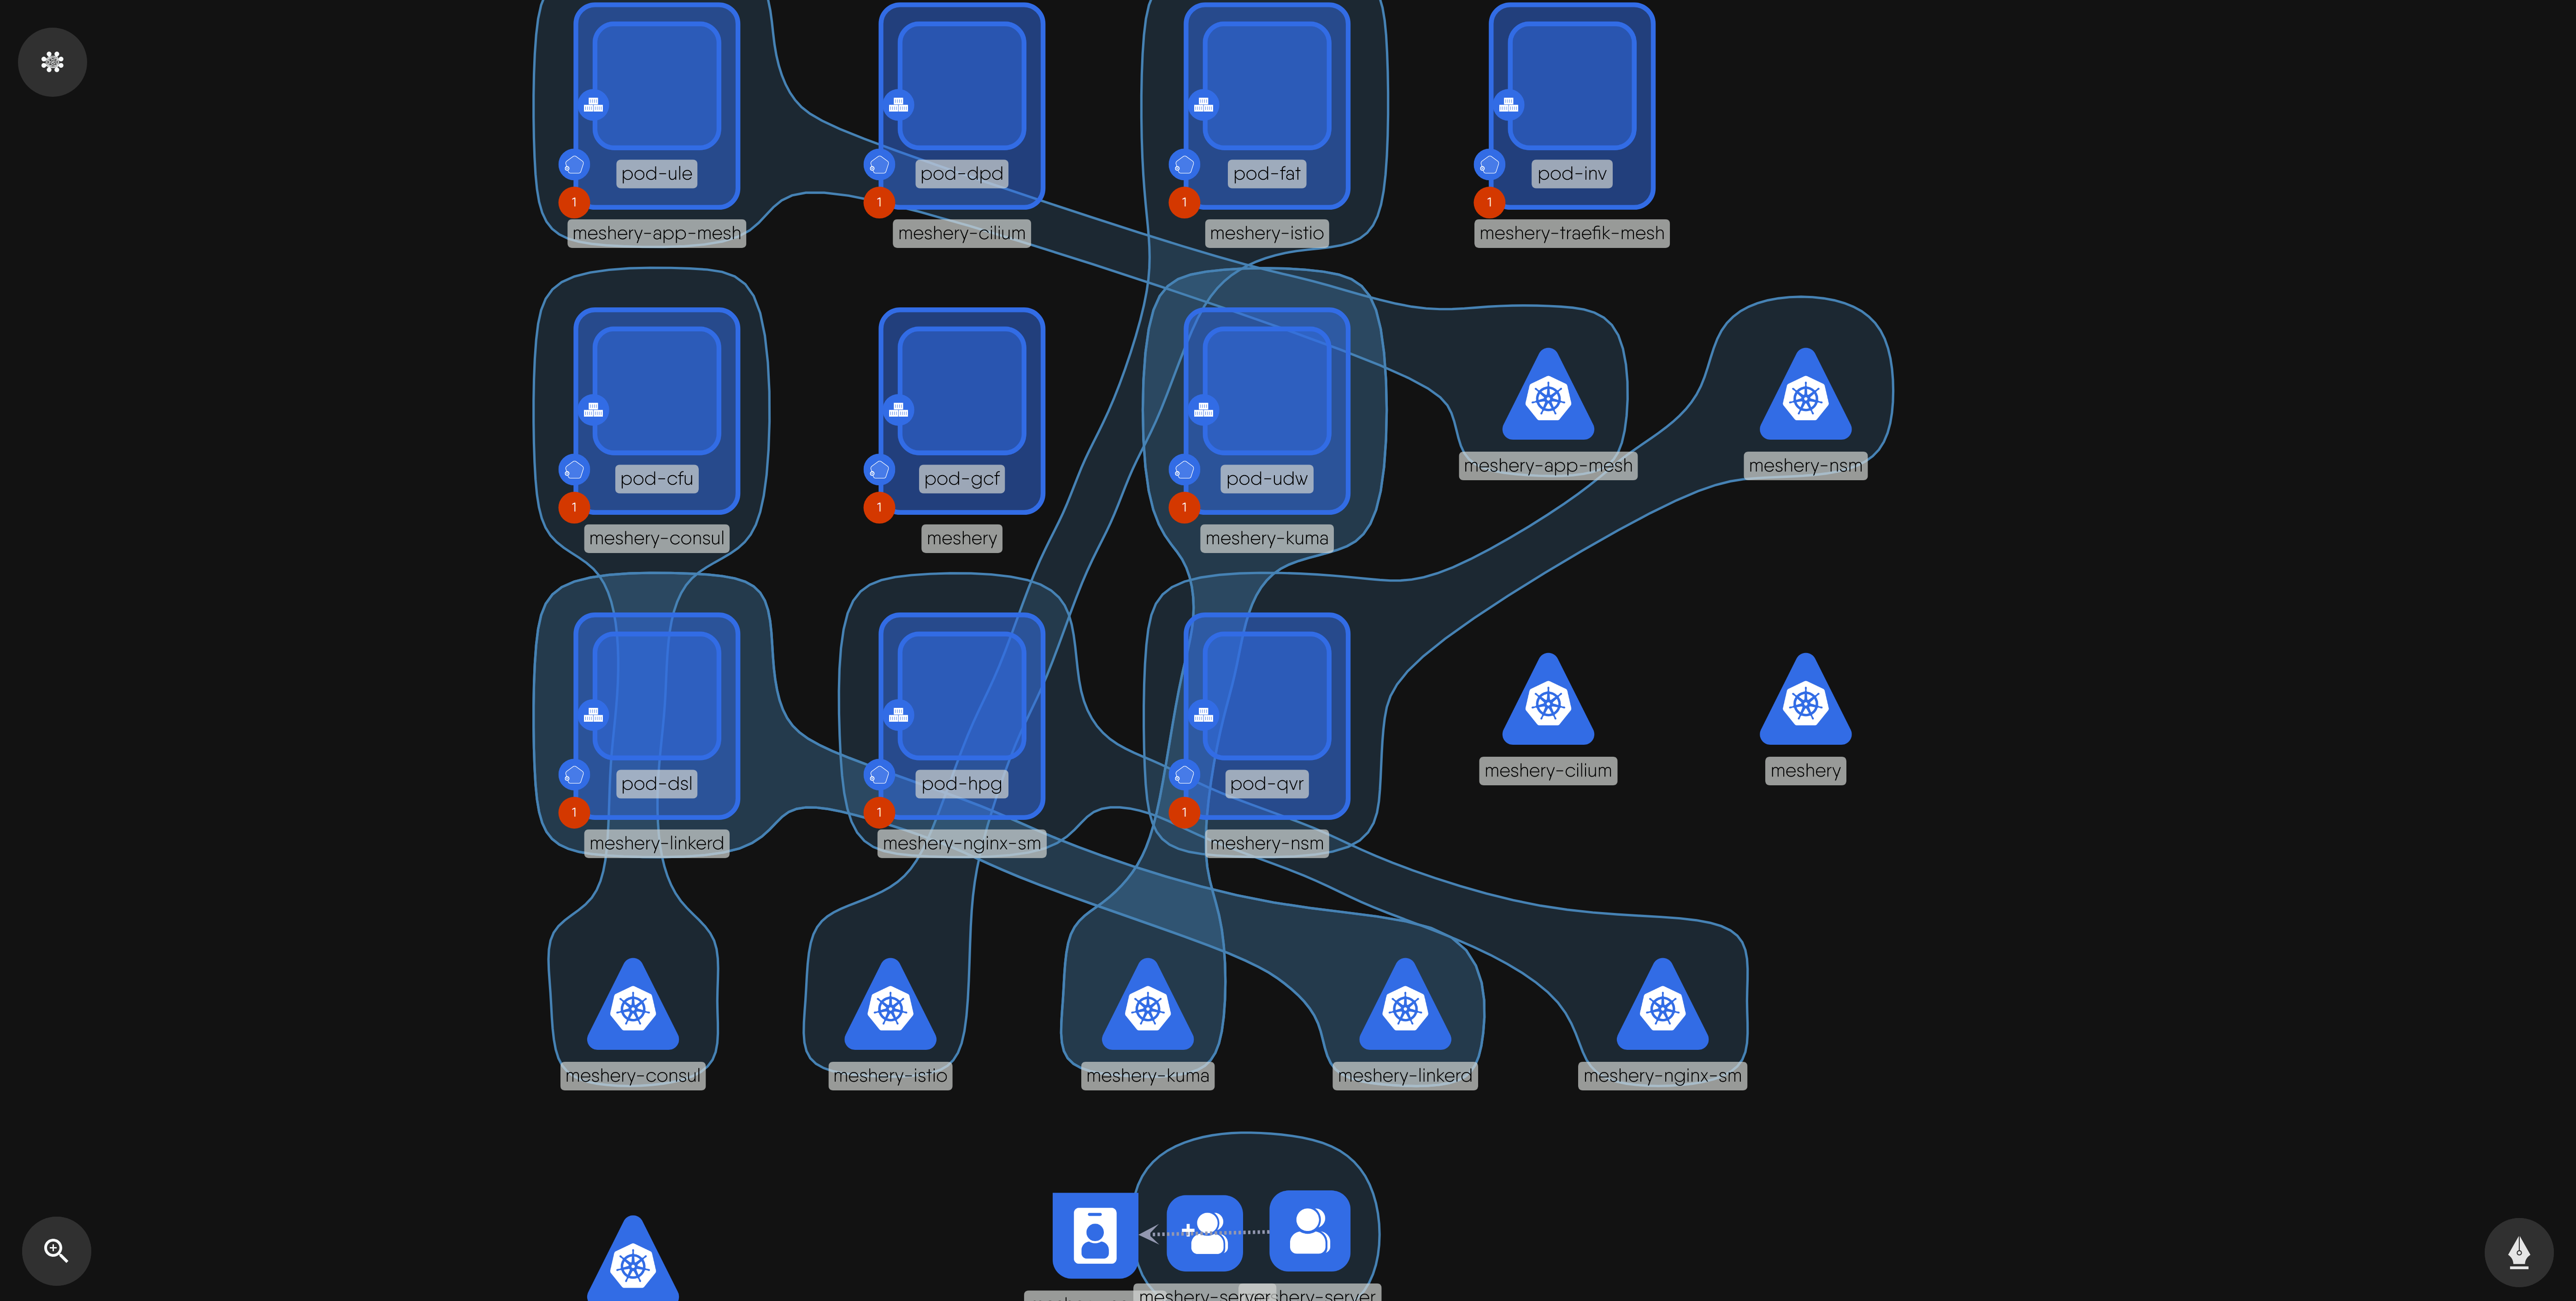 pod-ule
pod-dpd
pod-fat
pod-inv
1
1
1
1
meshery-app-mesh
meshery-cilium
meshery-istio
meshery-traefik-mesh
pod-cfu
pod-gcf
pod-udw
meshery-app-mesh
meshery-nsm
1
1
1
meshery-consul
meshery
meshery-kuma
pod-dsl
pod-hpg
pod-qvr
meshery-cilium
meshery
1
1
1
meshery-linkerd
meshery-nginx-sm
meshery-nsm
meshery-consul
meshery-istio
meshery-kuma
meshery-linkerd
meshery-nginx-sm
meshery-server
hery-server